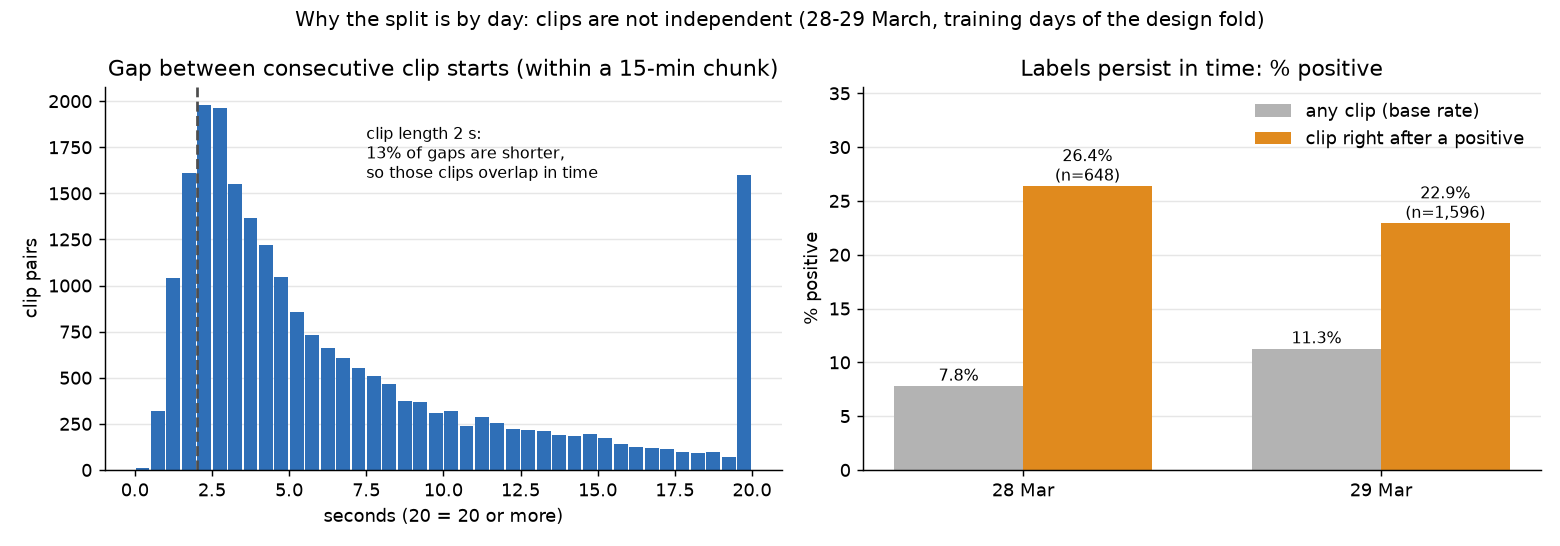 Why the split is by day: clips are not independent (28-29 March, training days of the design fold)
Gap between consecutive clip starts (within a 15-min chunk)
clip pairs
2000
1750
1500
1250
1000
750
500
250
0
clip length 2 s:
13% of gaps are shorter,
so those clips overlap in time
0.0 2.5 5.0 7.5 10.0 12.5 15.0 17.5 20.0
seconds (20 = 20 or more)
Labels persist in time: % positive
% positive
35
30
25
20
15
10
5
0
any clip (base rate)
clip right after a positive
7.8%
26.4%
(n=648)
11.3%
22.9%
(n=1,596)
28 Mar 29 Mar